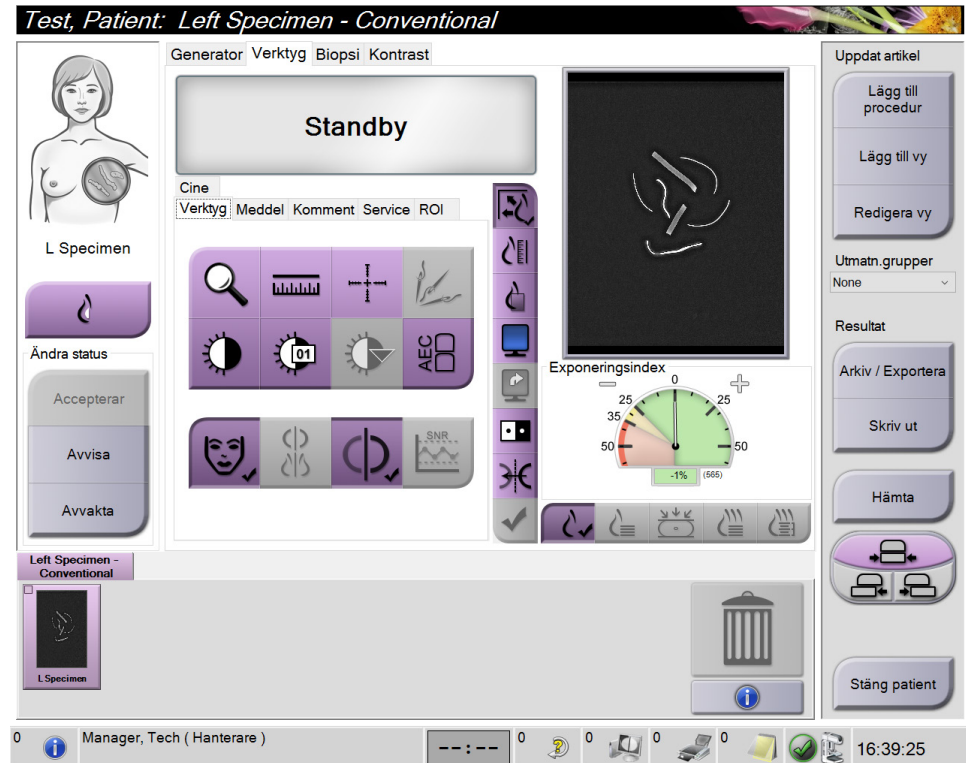 Test, Patient: Left Specimen - Conventional
Generator Verktyg Biopsi Kontrast
Standby
Cine
Verktyg Meddel Komment Service ROI
01
AEC
SNR
L Specimen
Ändra status
Accepterar
Avvisa
Avvakta
Exponeringsindex
0
25 25
35
50 50
-1% (565)
Uppdat artikel
Lägg till
procedur
Lägg till vy
Redigera vy
Utmatn.grupper
None
Resultat
Arkiv / Exportera
Skriv ut
Hämta
Stäng patient
Left Specimen -
Conventional
L Specimen
0 Manager, Tech ( Hanterare ) --:-- 0 0 0 0 16:39:25